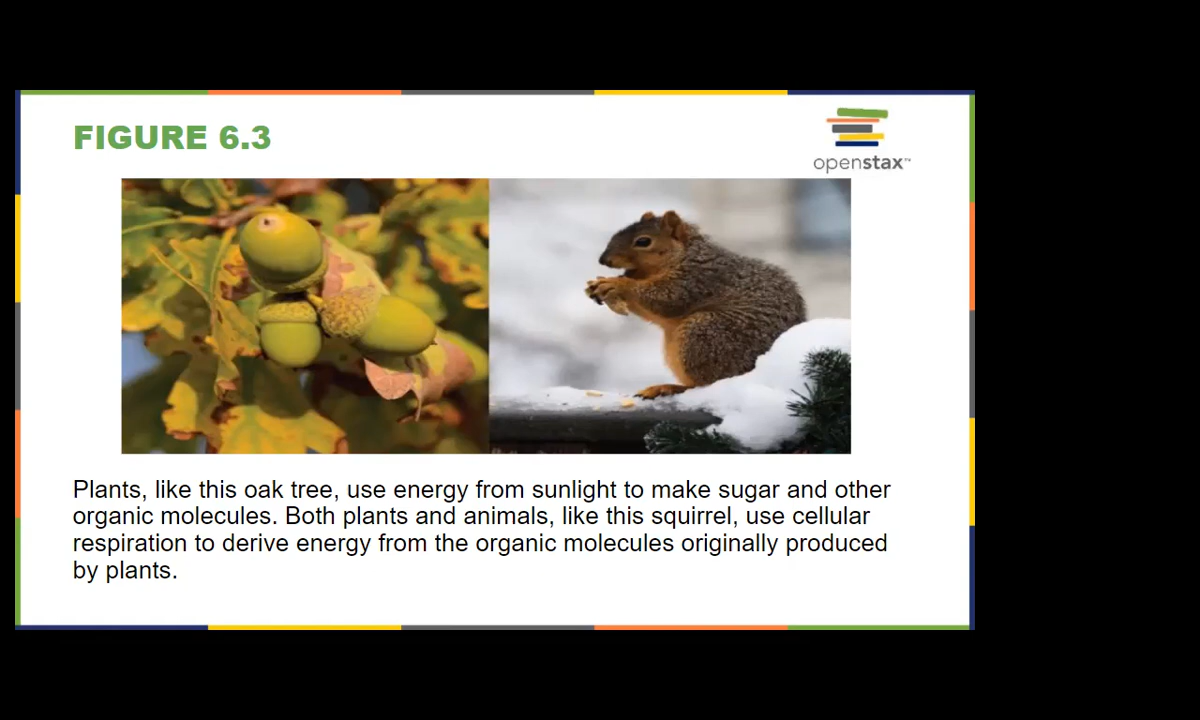 FIGURE 6.3
openstax™
Plants, like this oak tree, use energy from sunlight to make sugar and other
organic molecules. Both plants and animals, like this squirrel, use cellular
respiration to derive energy from the organic molecules originally produced
by plants.